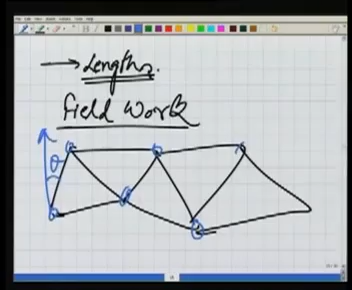 → Lengths.
Field Work
θ